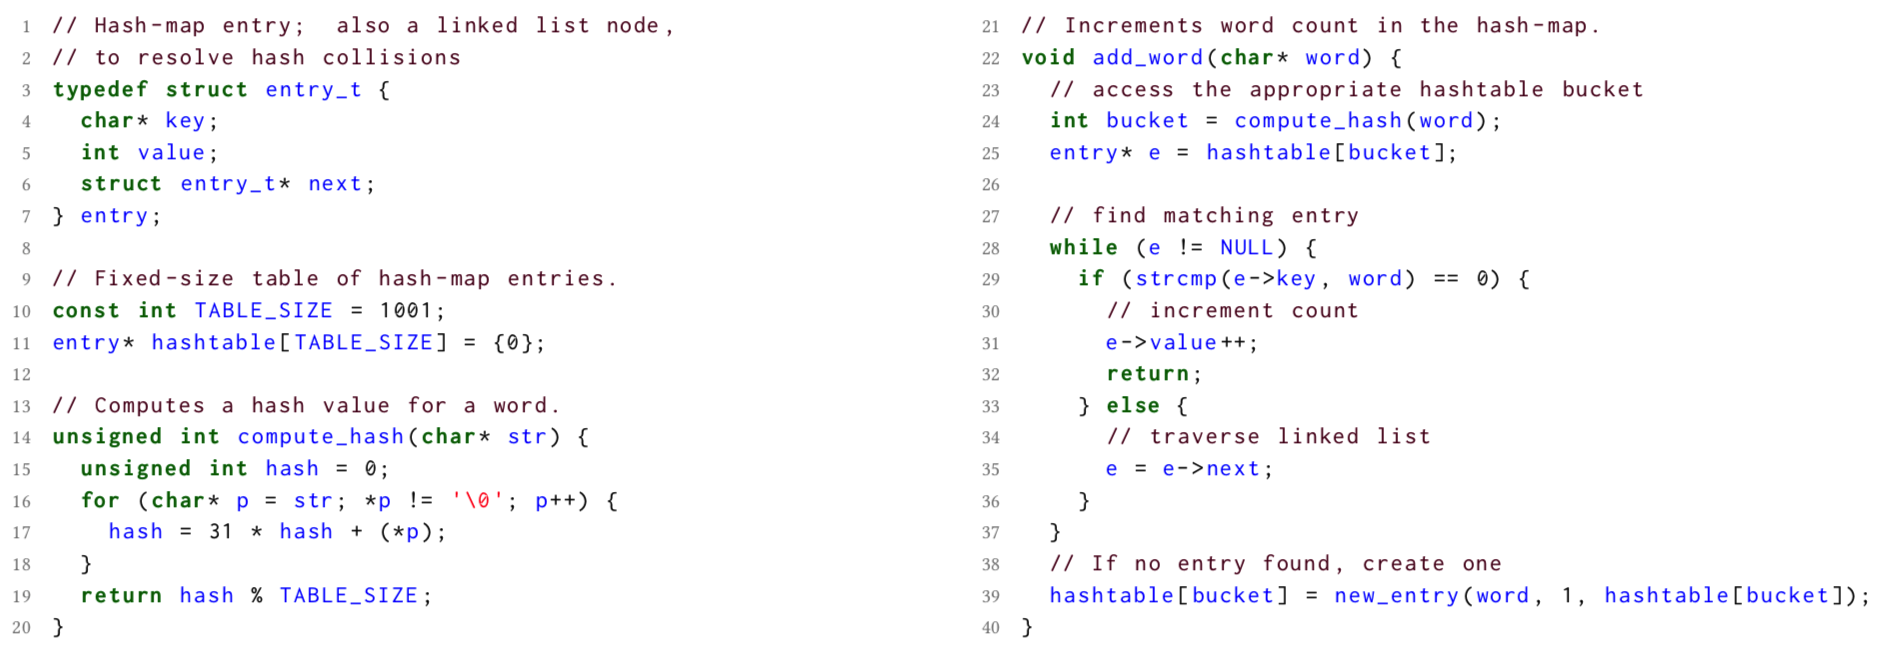 1 // Hash-map entry;  also a linked list node,
2 // to resolve hash collisions
3 typedef struct entry_t {
4   char* key;
5   int value;
6   struct entry_t* next;
7 } entry;
8
9 // Fixed-size table of hash-map entries.
10 const int TABLE_SIZE = 1001;
11 entry* hashtable[TABLE_SIZE] = {0};
12
13 // Computes a hash value for a word.
14 unsigned int compute_hash(char* str) {
15   unsigned int hash = 0;
16   for (char* p = str; *p != '\0'; p++) {
17     hash = 31 * hash + (*p);
18   }
19   return hash % TABLE_SIZE;
20 }
21 // Increments word count in the hash-map.
22 void add_word(char* word) {
23   // access the appropriate hashtable bucket
24   int bucket = compute_hash(word);
25   entry* e = hashtable[bucket];
26
27   // find matching entry
28   while (e != NULL) {
29     if (strcmp(e->key, word) == 0) {
30       // increment count
31       e->value++;
32       return;
33     } else {
34       // traverse linked list
35       e = e->next;
36     }
37   }
38   // If no entry found, create one
39   hashtable[bucket] = new_entry(word, 1, hashtable[bucket]);
40 }